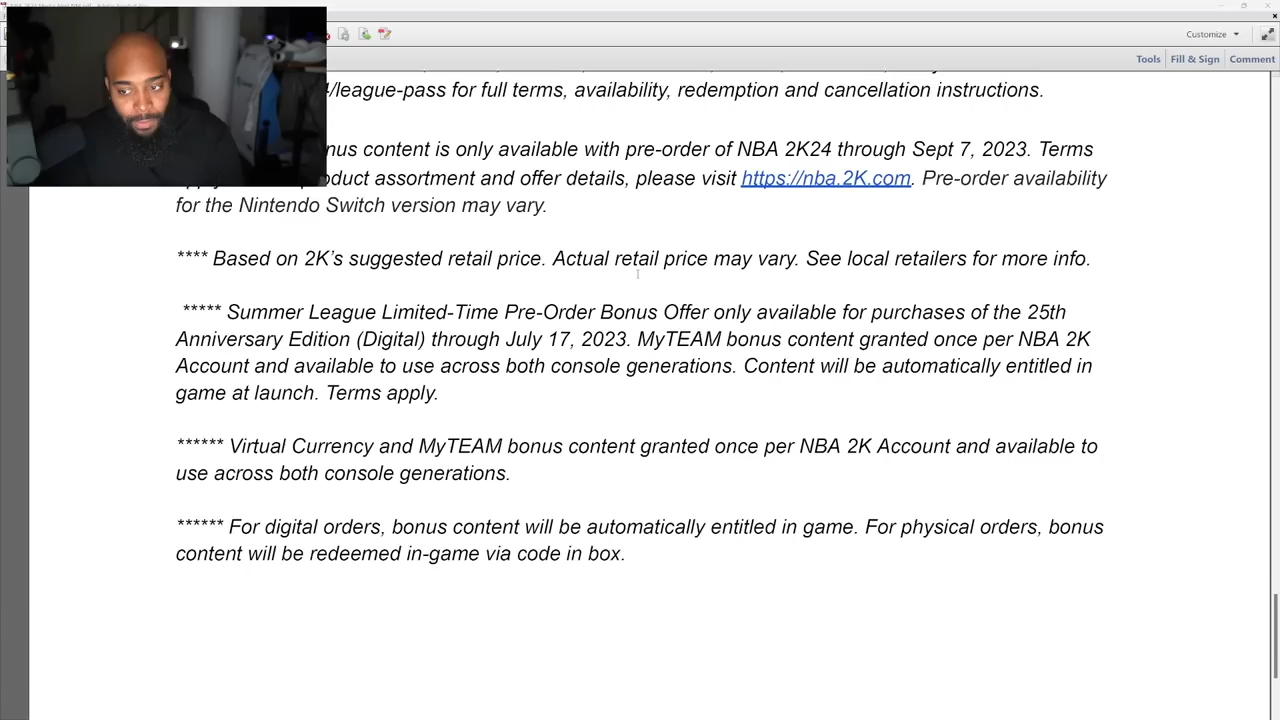 Customize
Tools Fill & Sign Comment
/league-pass for full terms, availability, redemption and cancellation instructions.
content is only available with pre-order of NBA 2K24 through Sept 7, 2023. Terms
assortment and offer details, please visit https://nba.2K.com. Pre-order availability
for the Nintendo Switch version may vary.
**** Based on 2K's suggested retail price. Actual retail price may vary. See local retailers for more info.
***** Summer League Limited-Time Pre-Order Bonus Offer only available for purchases of the 25th
Anniversary Edition (Digital) through July 17, 2023. MyTEAM bonus content granted once per NBA 2K
Account and available to use across both console generations. Content will be automatically entitled in
game at launch. Terms apply.
****** Virtual Currency and MyTEAM bonus content granted once per NBA 2K Account and available to
use across both console generations.
****** For digital orders, bonus content will be automatically entitled in game. For physical orders, bonus
content will be redeemed in-game via code in box.